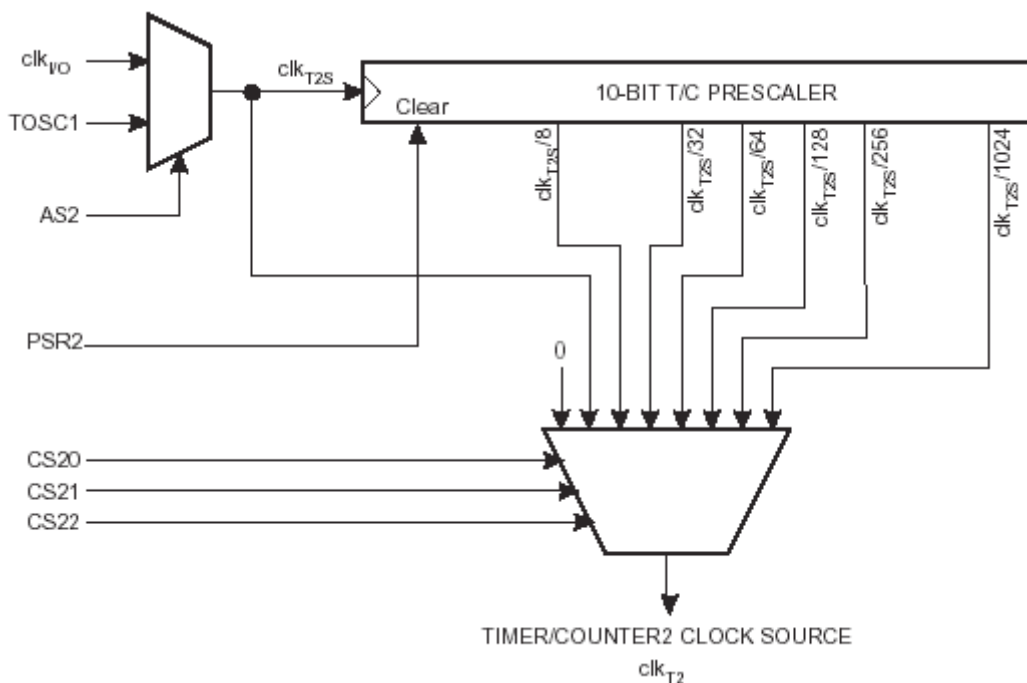 clkI/O
TOSC1
AS2
clkT2S
10-BIT T/C PRESCALER
Clear
clkT2S/8
clkT2S/32
clkT2S/64
clkT2S/128
clkT2S/256
clkT2S/1024
PSR2
0
CS20
CS21
CS22
TIMER/COUNTER2 CLOCK SOURCE
clkT2